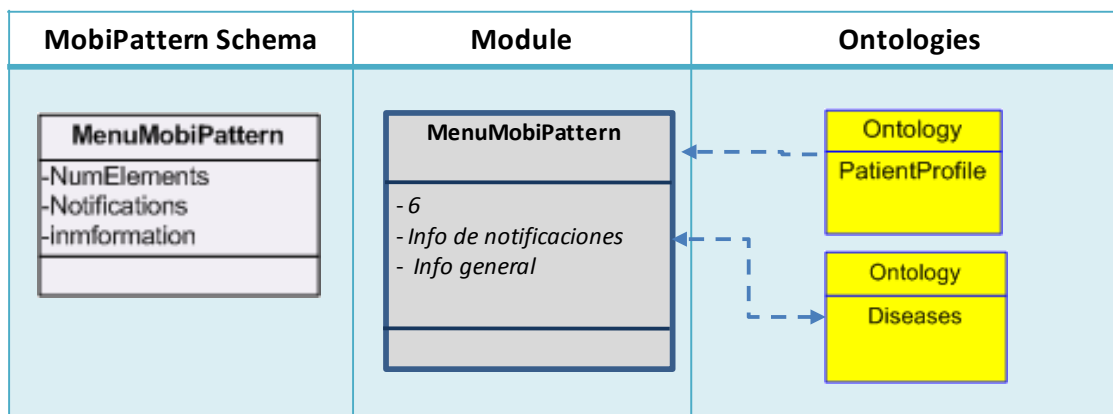 MobiPattern Schema
Module
Ontologies
MenuMobiPattern
-NumElements
-Notifications
-inmformation
MenuMobiPattern
- 6
- Info de notificaciones
- Info general
Ontology
PatientProfile
Ontology
Diseases